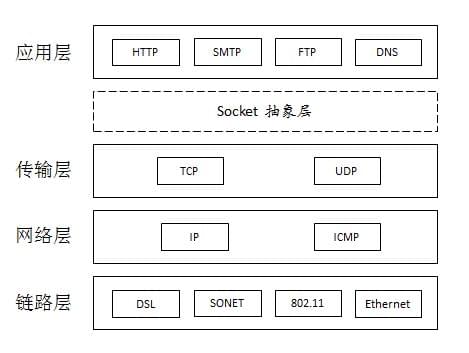 应用层 HTTP SMTP FTP DNS
Socket 抽象层
传输层 TCP UDP
网络层 IP ICMP
链路层 DSL SONET 802.11 Ethernet